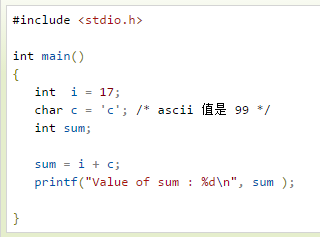 #include <stdio.h>
int main()
{
int  i = 17;
char c = 'c'; /* ascii 值是 99 */
int sum;
sum = i + c;
printf("Value of sum : %d\n", sum );
}